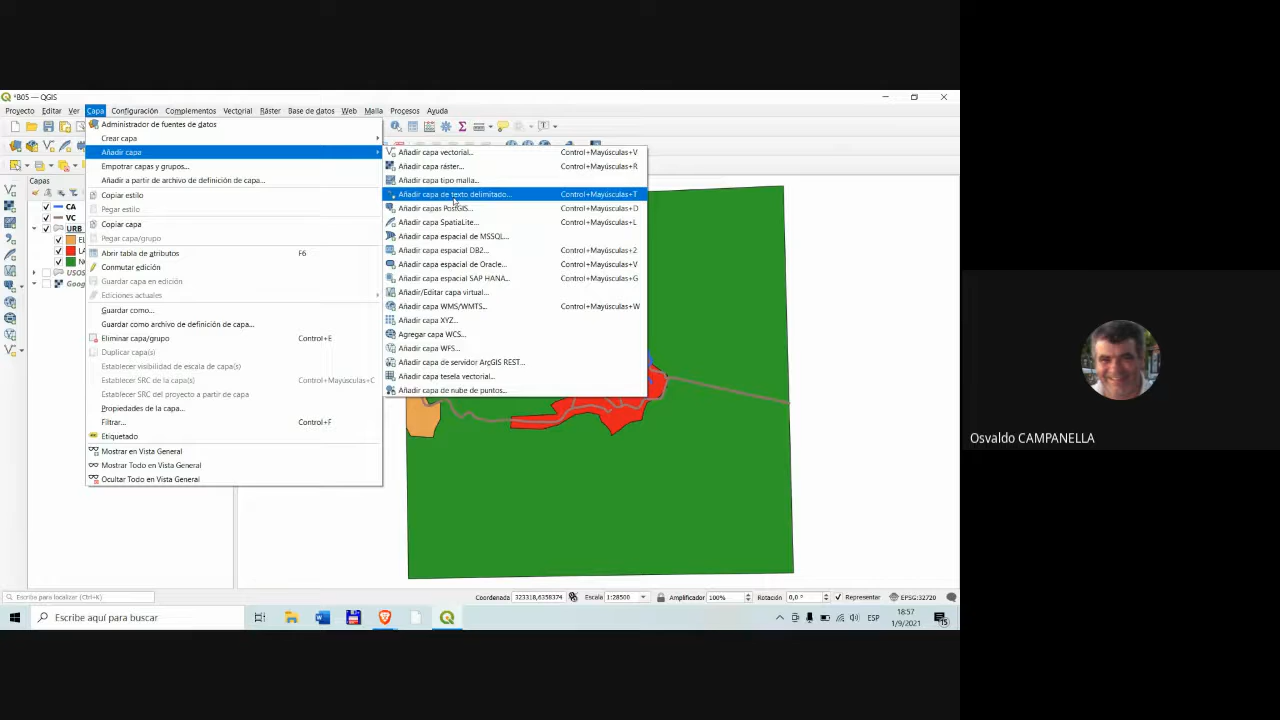 *B05 — QGIS
Proyecto Editar Ver Capa Configuración Complementos Vectorial Ráster Base de datos Web Malla Procesos Ayuda
Administrador de fuentes de datos
Crear capa
Añadir capa
Empotrar capas y grupos...
Añadir a partir de archivo de definición de capa...
Copiar estilo
Pegar estilo
Copiar capa
Pegar capa/grupo
Abrir tabla de atributos F6
Conmutar edición
Guardar capa en edición
Ediciones actuales
Guardar como...
Guardar como archivo de definición de capa...
Eliminar capa/grupo Control+E
Duplicar capa(s)
Establecer visibilidad de escala de capa(s)
Establecer SRC de la capa(s) Control+Mayúsculas+C
Establecer SRC del proyecto a partir de capa
Propiedades de la capa...
Filtrar... Control+F
Etiquetado
Mostrar en Vista General
Mostrar Todo en Vista General
Ocultar Todo en Vista General
Añadir capa vectorial... Control+Mayúsculas+V
Añadir capa ráster... Control+Mayúsculas+R
Añadir capa tipo malla...
Añadir capa de texto delimitado... Control+Mayúsculas+T
Añadir capas PostGIS... Control+Mayúsculas+D
Añadir capa SpatiaLite... Control+Mayúsculas+L
Añadir capa espacial de MSSQL...
Añadir capa espacial DB2... Control+Mayúsculas+2
Añadir capa espacial de Oracle... Control+Mayúsculas+V
Añadir capa espacial SAP HANA... Control+Mayúsculas+G
Añadir/Editar capa virtual...
Añadir capa WMS/WMTS... Control+Mayúsculas+W
Añadir capa XYZ...
Agregar capa WCS...
Añadir capa WFS...
Añadir capa de servidor ArcGIS REST...
Añadir capa tesela vectorial...
Añadir capa de nube de puntos...
Capas
CA
VC
URB
USOS
Goog
Osvaldo CAMPANELLA
Escribe para localizar (Ctrl+K)
Coordenada 323318,6358374 Escala 1:28500 Amplificador 100% Rotación 0,0 ° Representar EPSG:32720
Escribe aquí para buscar
ESP
18:57
1/9/2021
15